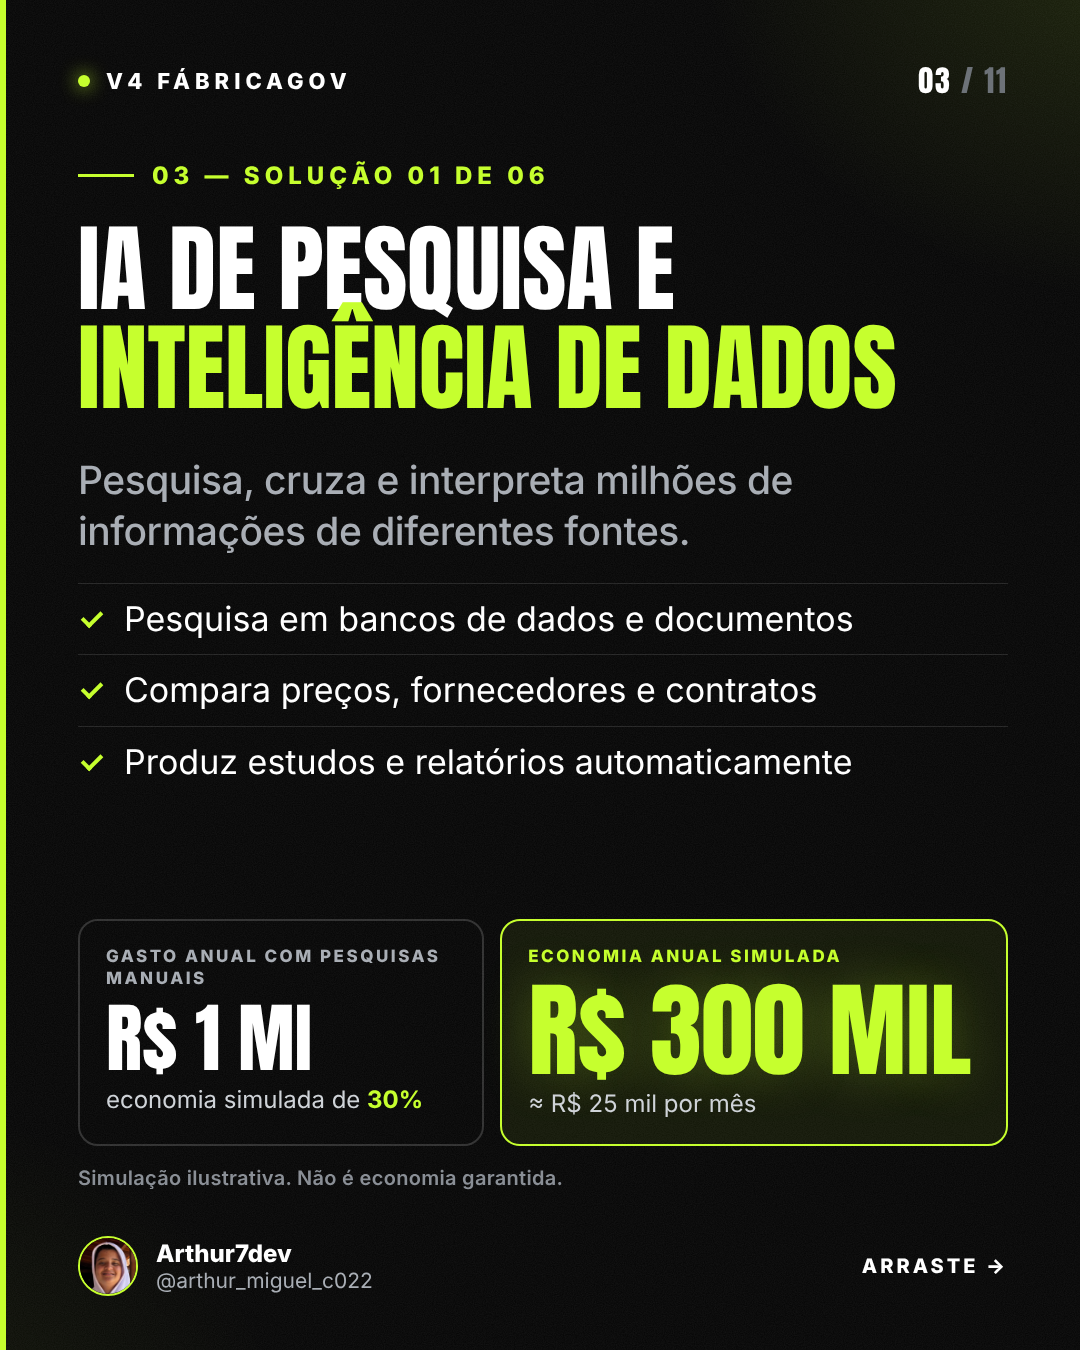 V4 FÁBRICAGOV
03 / 11
03 — SOLUÇÃO 01 DE 06
IA DE PESQUISA E
INTELIGÊNCIA DE DADOS
Pesquisa, cruza e interpreta milhões de
informações de diferentes fontes.
✓ Pesquisa em bancos de dados e documentos
✓ Compara preços, fornecedores e contratos
✓ Produz estudos e relatórios automaticamente
GASTO ANUAL COM PESQUISAS
MANUAIS
R$ 1 MI
economia simulada de 30%
ECONOMIA ANUAL SIMULADA
R$ 300 MIL
≈ R$ 25 mil por mês
Simulação ilustrativa. Não é economia garantida.
Arthur7dev
@arthur_miguel_c022
ARRASTE →